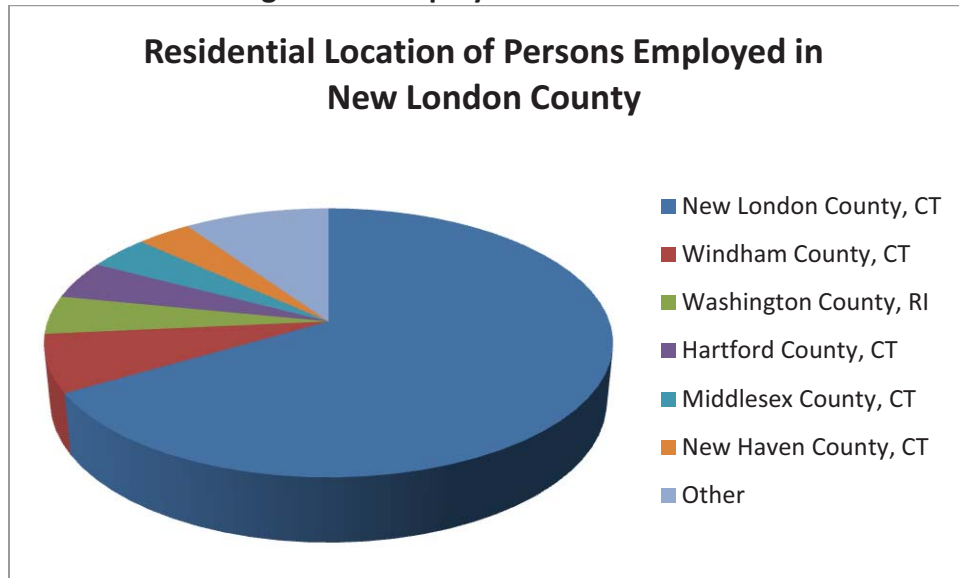 Residential Location of Persons Employed in
New London County
New London County, CT
Windham County, CT
Washington County, RI
Hartford County, CT
Middlesex County, CT
New Haven County, CT
Other